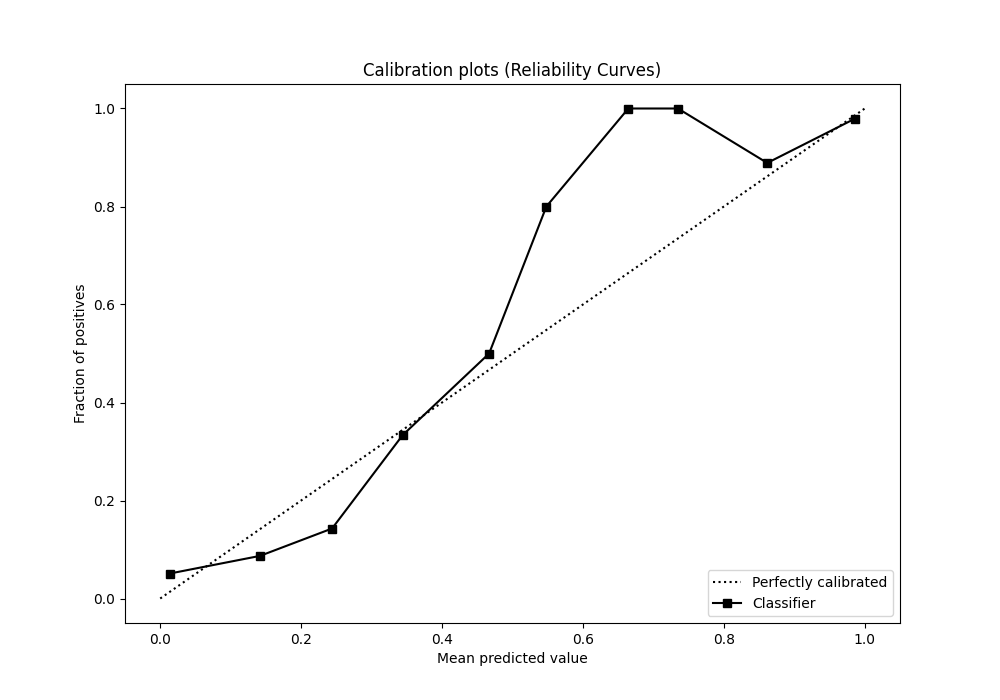 Calibration plots (Reliability Curves)
1.0
0.8
0.6
0.4
0.2
0.0
Fraction of positives
0.0 0.2 0.4 0.6 0.8 1.0
Mean predicted value
Perfectly calibrated
Classifier